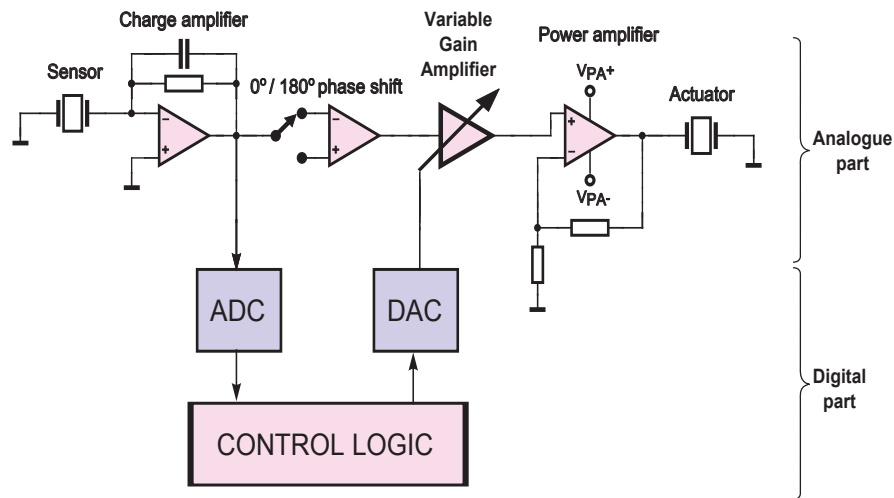 Charge amplifier
Sensor
0º / 180º phase shift
Variable
Gain
Amplifier
Power amplifier
VPA+
Actuator
−
+
−
+
+
−
VPA-
Analogue
part
ADC
DAC
Digital
part
CONTROL LOGIC